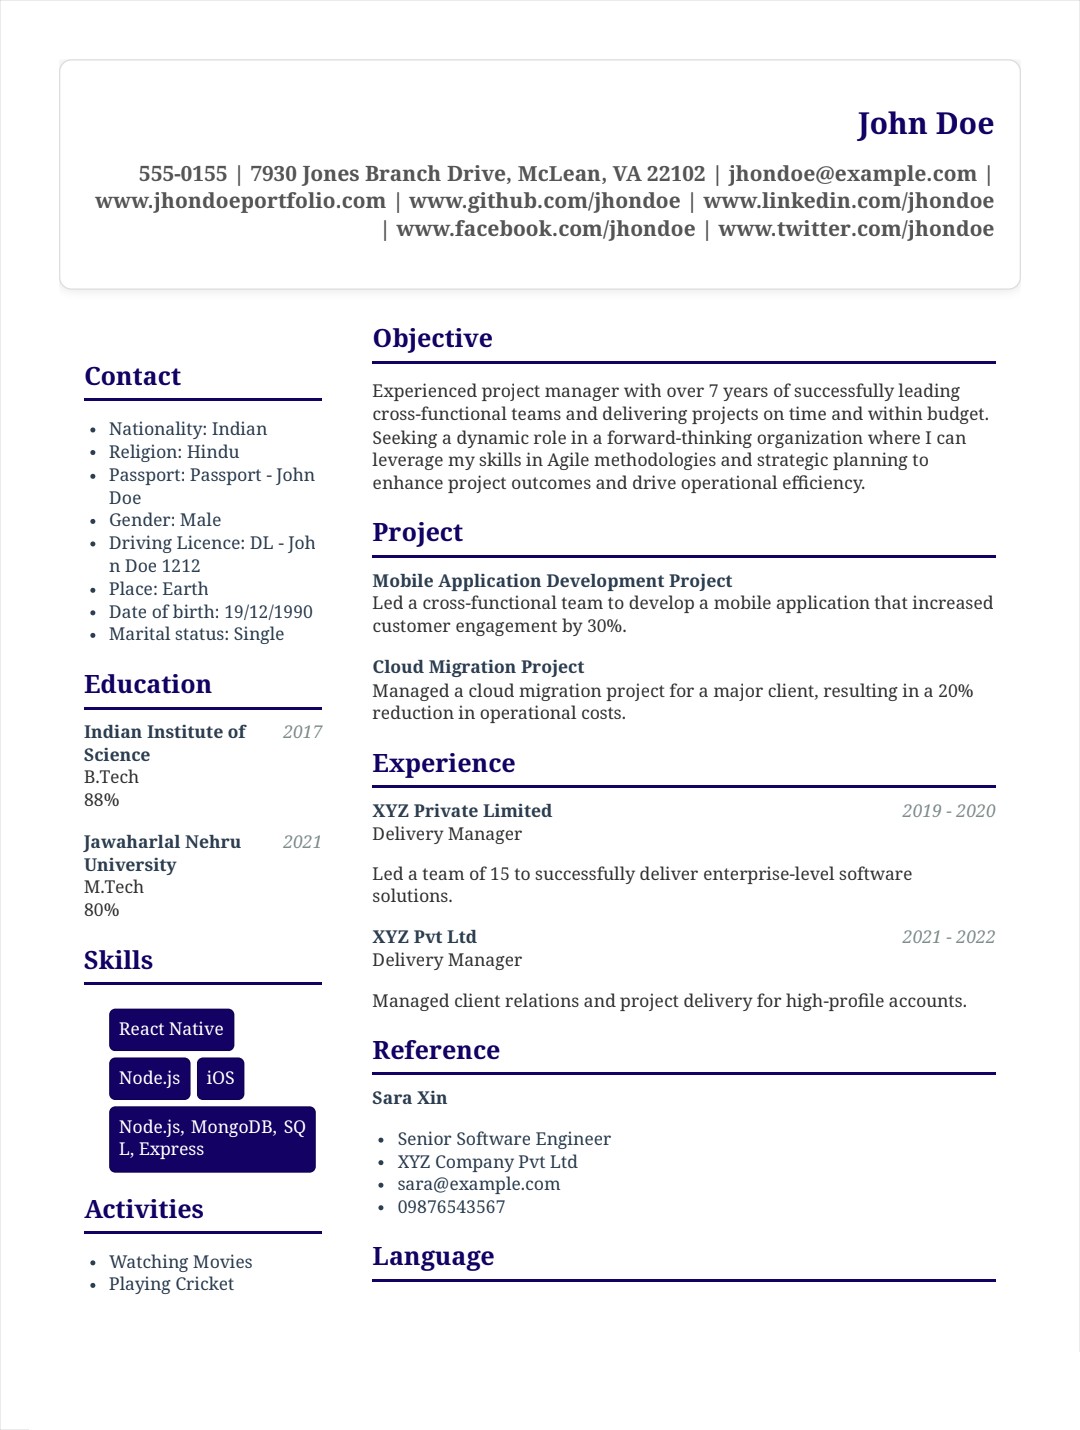 John Doe
555-0155 | 7930 Jones Branch Drive, McLean, VA 22102 | jhondoe@example.com |
www.jhondoeportfolio.com | www.github.com/jhondoe | www.linkedin.com/jhondoe
| www.facebook.com/jhondoe | www.twitter.com/jhondoe
Contact
• Nationality: Indian
• Religion: Hindu
• Passport: Passport - John
Doe
• Gender: Male
• Driving Licence: DL - Joh
n Doe 1212
• Place: Earth
• Date of birth: 19/12/1990
• Marital status: Single
Education
Indian Institute of 2017
Science
B.Tech
88%
Jawaharlal Nehru 2021
University
M.Tech
80%
Skills
React Native
Node.js iOS
Node.js, MongoDB, SQ
L, Express
Activities
• Watching Movies
• Playing Cricket
Objective
Experienced project manager with over 7 years of successfully leading
cross-functional teams and delivering projects on time and within budget.
Seeking a dynamic role in a forward-thinking organization where I can
leverage my skills in Agile methodologies and strategic planning to
enhance project outcomes and drive operational efficiency.
Project
Mobile Application Development Project
Led a cross-functional team to develop a mobile application that increased
customer engagement by 30%.
Cloud Migration Project
Managed a cloud migration project for a major client, resulting in a 20%
reduction in operational costs.
Experience
XYZ Private Limited 2019 - 2020
Delivery Manager
Led a team of 15 to successfully deliver enterprise-level software
solutions.
XYZ Pvt Ltd 2021 - 2022
Delivery Manager
Managed client relations and project delivery for high-profile accounts.
Reference
Sara Xin
• Senior Software Engineer
• XYZ Company Pvt Ltd
• sara@example.com
• 09876543567
Language